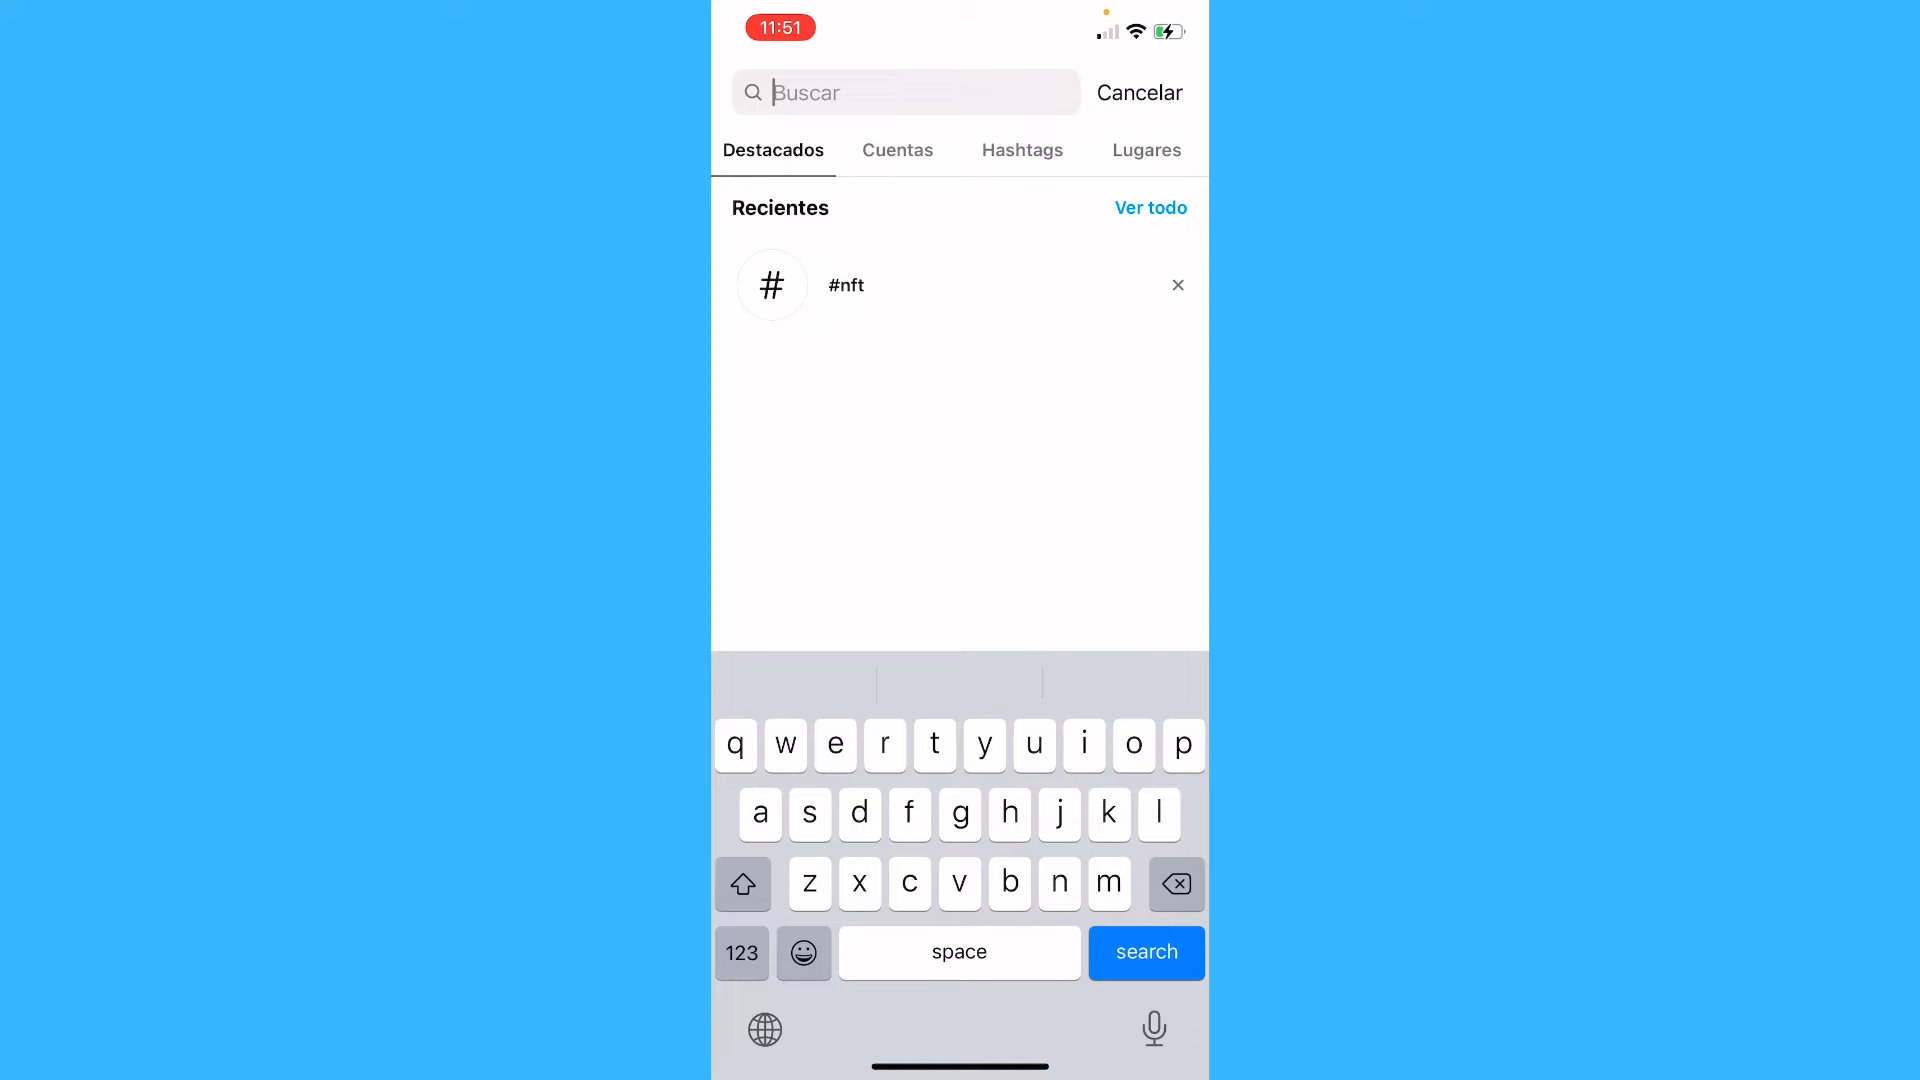 11:51
Buscar Cancelar
Destacados Cuentas Hashtags Lugares
Recientes Ver todo
# #nft
q w e r t y u i o p
a s d f g h j k l
z x c v b n m
123 space search